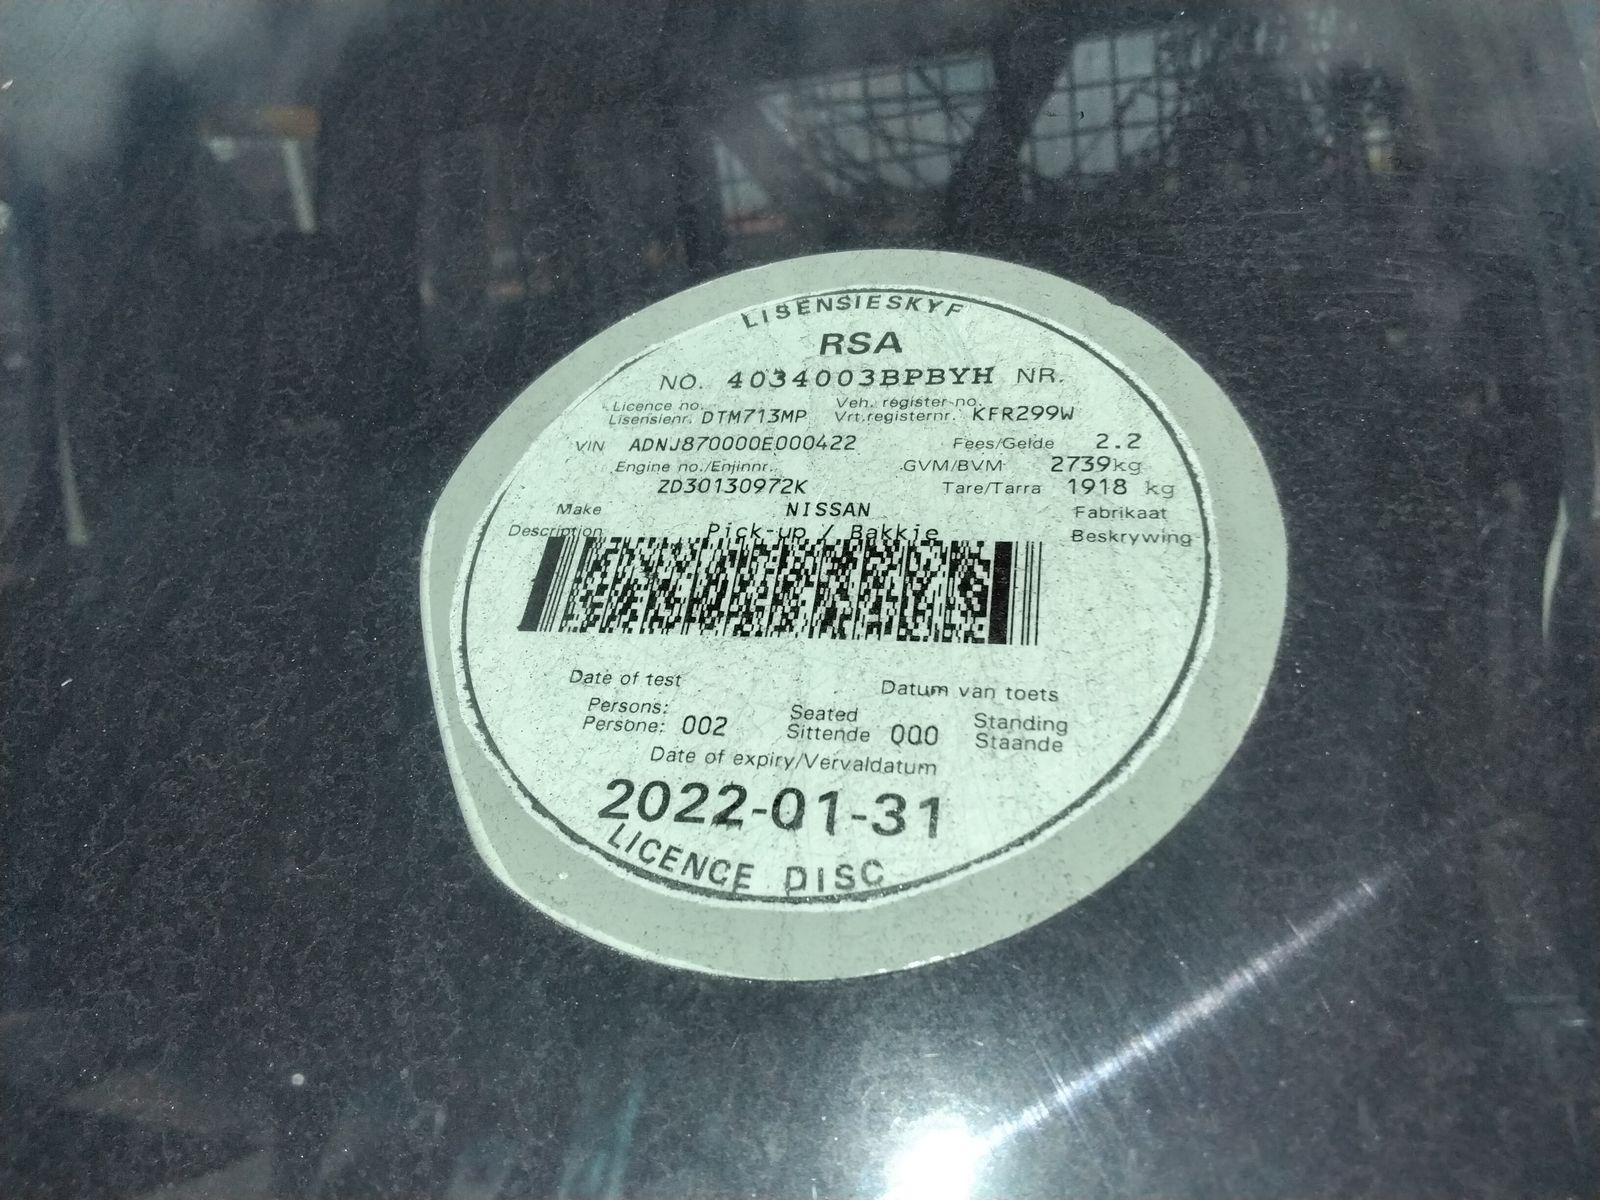 LISENSIESKYF
RSA
NO. 4034003BPBYH NR.
Licence no. Veh. register no.
Lisensienr. DTM713MP Vrt.registernr. KFR299W
VIN ADNJ870000E000422 Fees/Gelde 2.2
Engine no./Enjinnr. GVM/BVM 2739kg
ZD30130972K Tare/Tarra 1918 kg
Make NISSAN Fabrikaat
Description Pick-up / Bakkie Beskrywing
Date of test Datum van toets
Persons: Seated Standing
Persone: 002 Sittende 000 Staande
Date of expiry/Vervaldatum
2022-01-31
LICENCE DISC